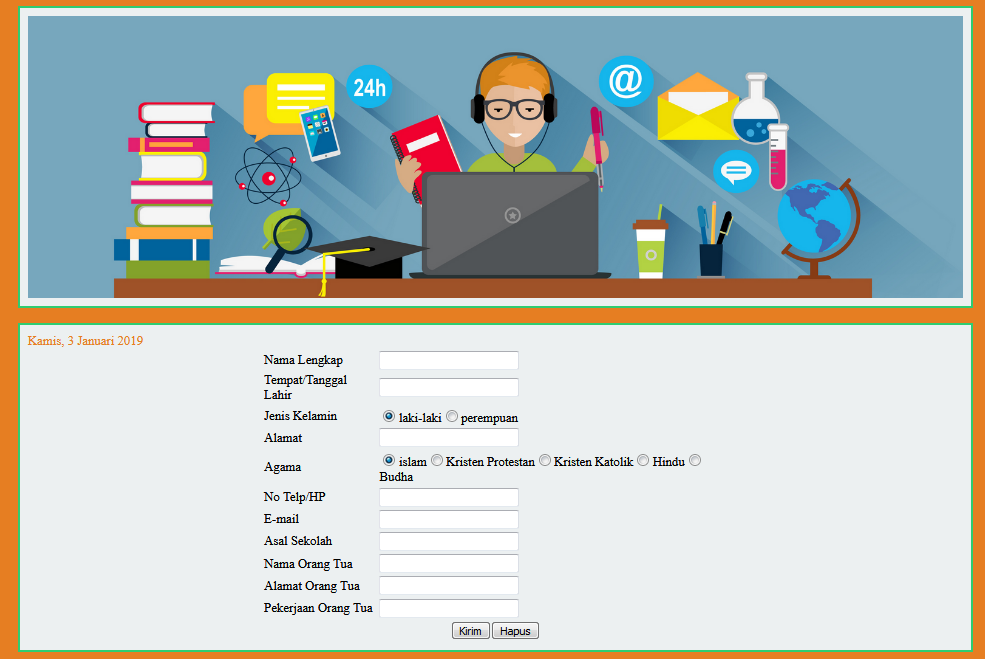 24h
@
Kamis, 3 Januari 2019
Nama Lengkap
Tempat/Tanggal
Lahir
Jenis Kelamin laki-laki perempuan
Alamat
Agama islam Kristen Protestan Kristen Katolik Hindu
Budha
No Telp/HP
E-mail
Asal Sekolah
Nama Orang Tua
Alamat Orang Tua
Pekerjaan Orang Tua
Kirim Hapus